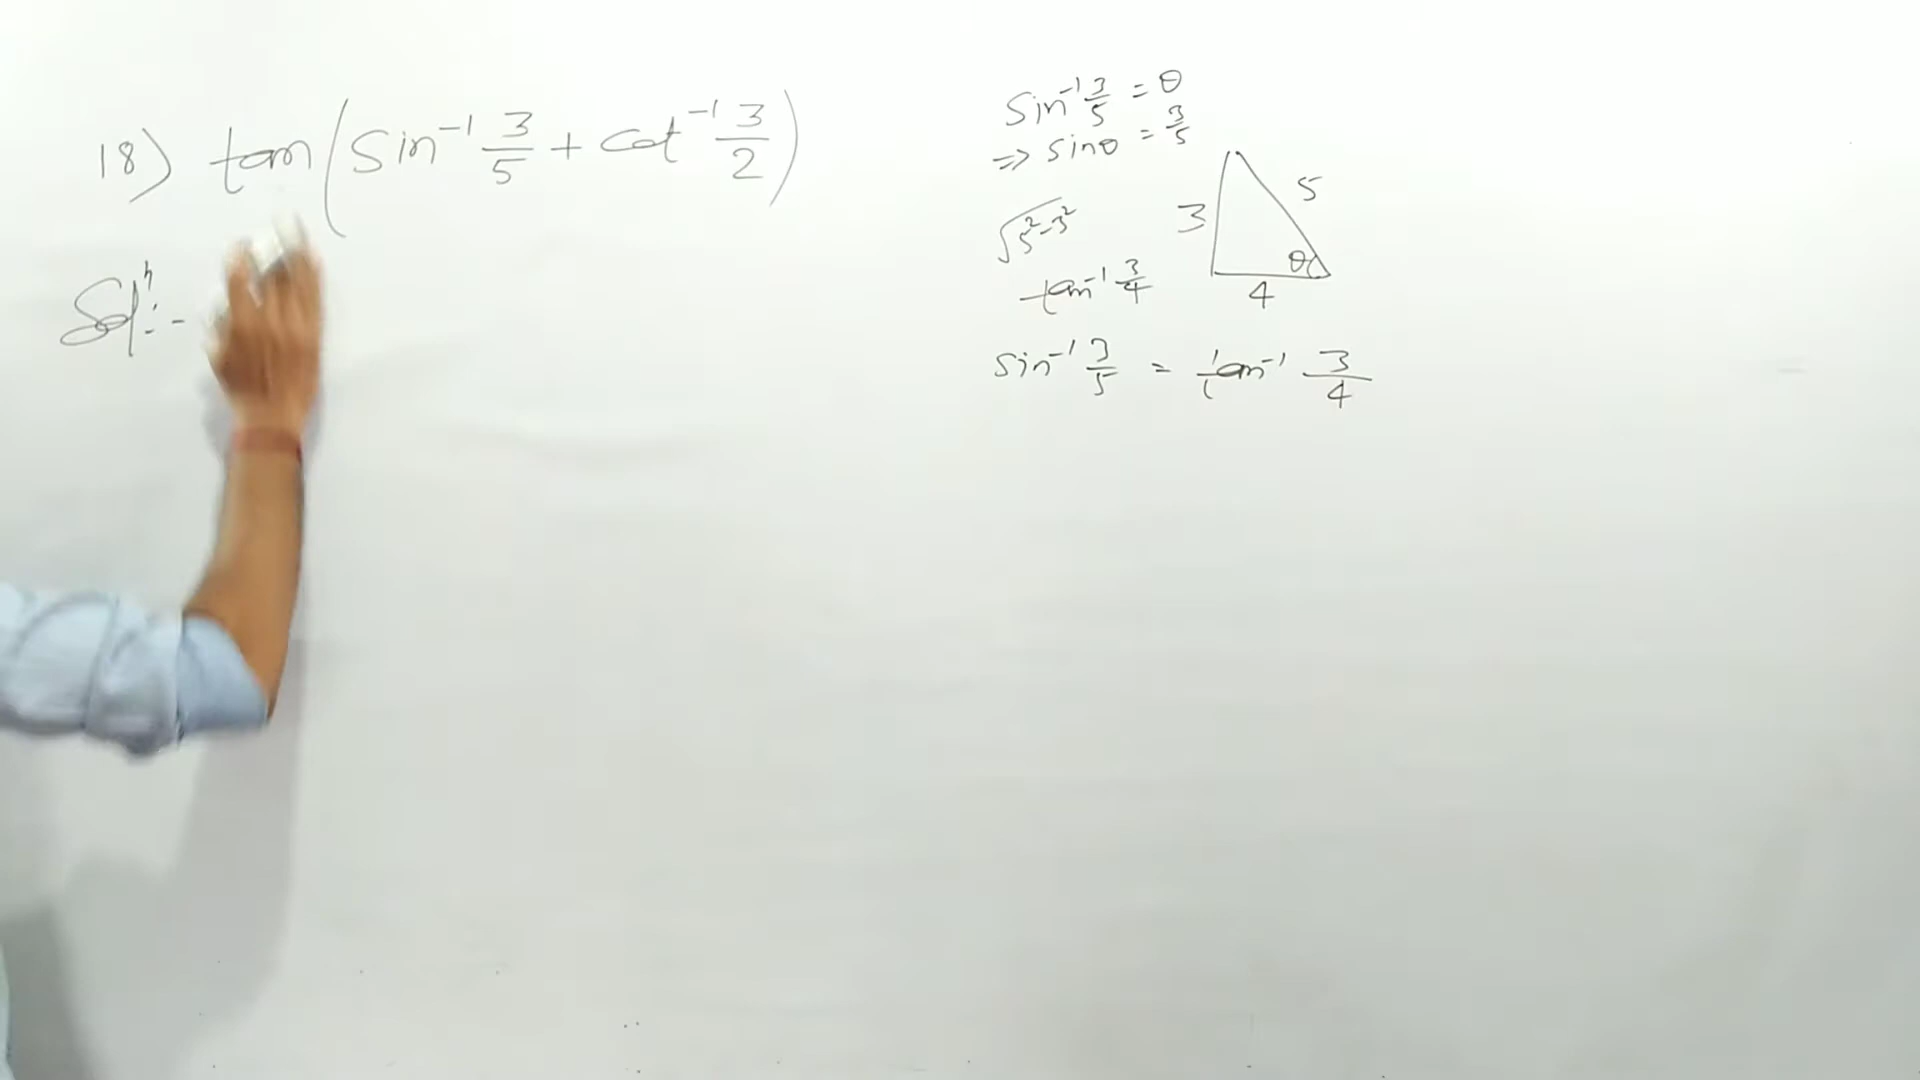 18) tan(sin⁻¹ 3/5 + cot⁻¹ 3/2)
Solⁿ:-
Sin⁻¹ 3/5 = θ
⇒ sinθ = 3/5
√5²-3²
tan⁻¹ 3/4
3
5
θ
4
sin⁻¹ 3/5 = tan⁻¹ 3/4